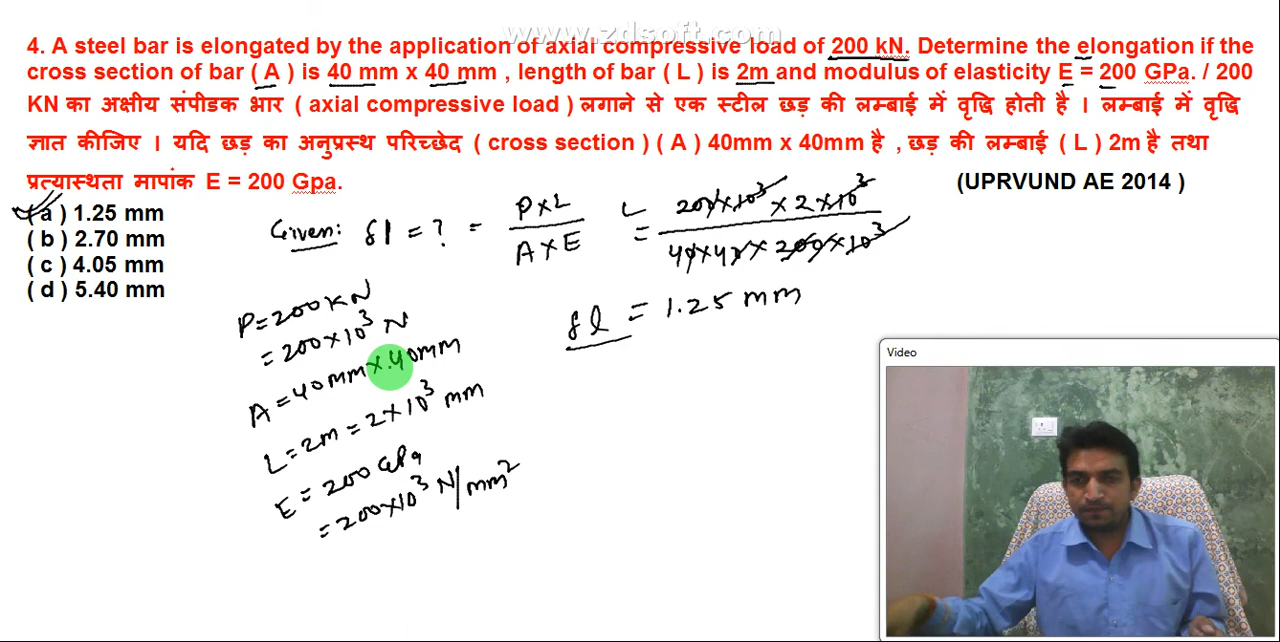 www.zdsoft.com
4. A steel bar is elongated by the application of axial compressive load of 200 kN. Determine the elongation if the
cross section of bar ( A ) is 40 mm x 40 mm , length of bar ( L ) is 2m and modulus of elasticity E = 200 GPa. / 200
KN का अक्षीय संपीडक भार ( axial compressive load ) लगाने से एक स्टील छड़ की लम्बाई में वृद्धि होती है । लम्बाई में वृद्धि
ज्ञात कीजिए । यदि छड़ का अनुप्रस्थ परिच्छेद ( cross section ) ( A ) 40mm x 40mm है , छड़ की लम्बाई ( L ) 2m है तथा
प्रत्यास्थता मापांक E = 200 Gpa. (UPRVUND AE 2014 )
( a ) 1.25 mm
( b ) 2.70 mm
( c ) 4.05 mm
( d ) 5.40 mm
Given: δl = ? = P×L / A×E = 200×10³ × 2×10³ / 40×40×200×10³
δl = 1.25 mm
P=200KN
= 200×10³ N
A = 40mm×40mm
L = 2m = 2×10³ mm
E = 200 GPa
= 200×10³ N/mm²
Video